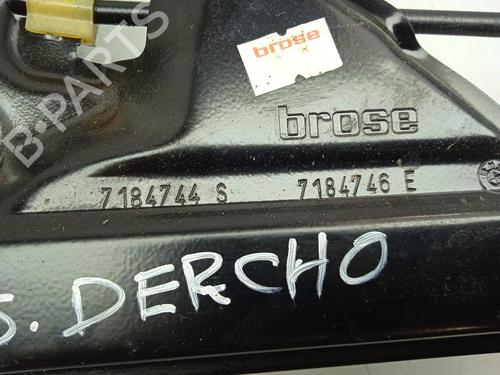 brose
brose
7184744 S 7184746 E
S. DERCHO
B-PARTS